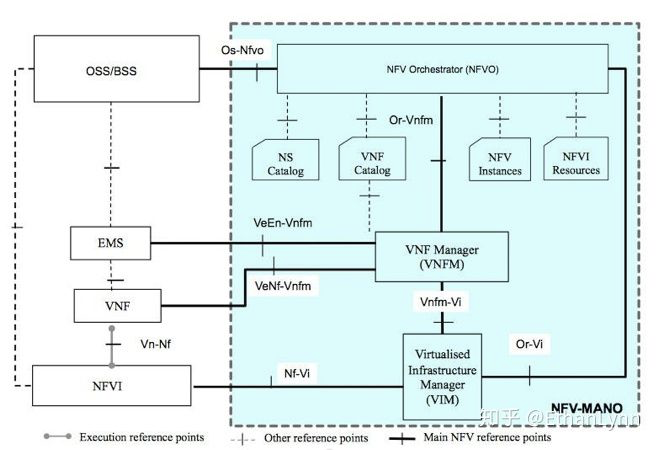 Os-Nfvo
OSS/BSS
NFV Orchestrator (NFVO)
Or-Vnfm
NS
Catalog
VNF
Catalog
NFV
Instances
NFVI
Resources
VeEn-Vnfm
EMS
VNF Manager
(VNFM)
VeNf-Vnfm
VNF
Vnfm-Vi
Vn-Nf
Or-Vi
Virtualised
Infrastructure
Manager
(VIM)
Nf-Vi
NFVI
NFV-MANO
知乎 @EthanLynn
Execution reference points
Other reference points
Main NFV reference points